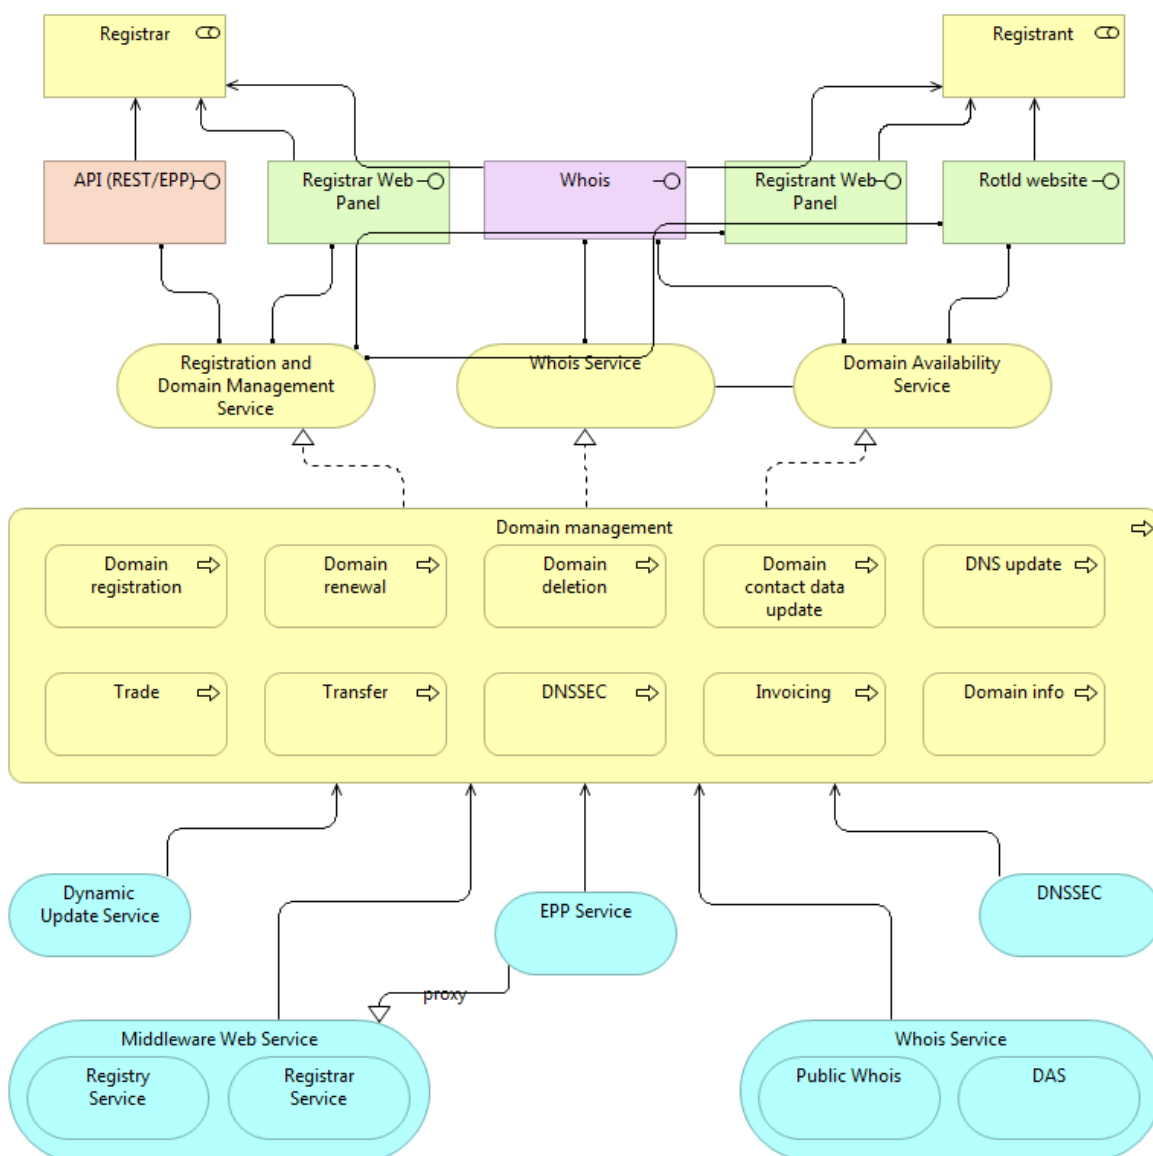 Registrar
Registrant
API (REST/EPP)
Registrar Web
Panel
Whois
Registrant Web
Panel
RotId website
Registration and
Domain Management
Service
Whois Service
Domain Availability
Service
Domain management
Domain
registration
Domain
renewal
Domain
deletion
Domain
contact data
update
DNS update
Trade
Transfer
DNSSEC
Invoicing
Domain info
Dynamic
Update Service
EPP Service
DNSSEC
proxy
Middleware Web Service
Registry
Service
Registrar
Service
Whois Service
Public Whois
DAS